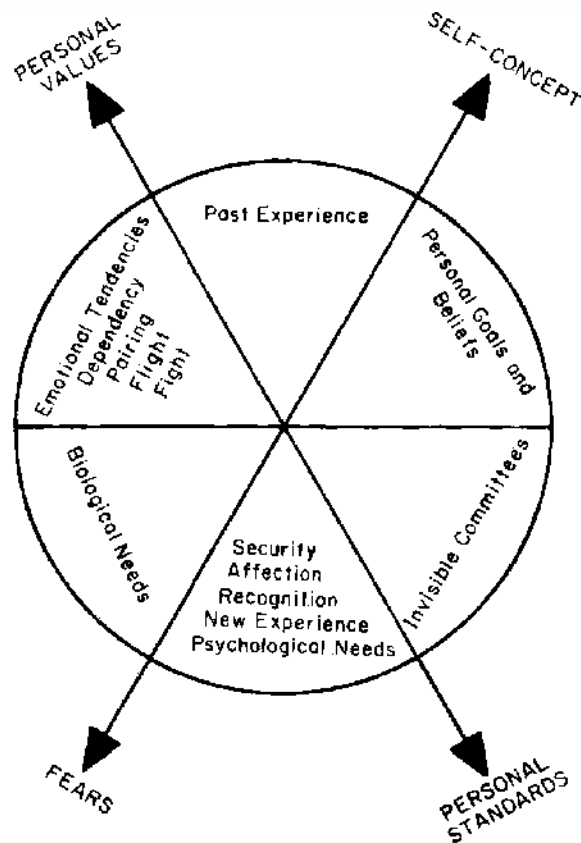 PERSONAL
VALUES
SELF-CONCEPT
Past Experience
Emotional Tendencies
Dependency
Pairing
Flight
Fight
Personal Goals and
Beliefs
Biological Needs
Security
Affection
Recognition
New Experience
Psychological Needs
Invisible Committees
FEARS
PERSONAL
STANDARDS